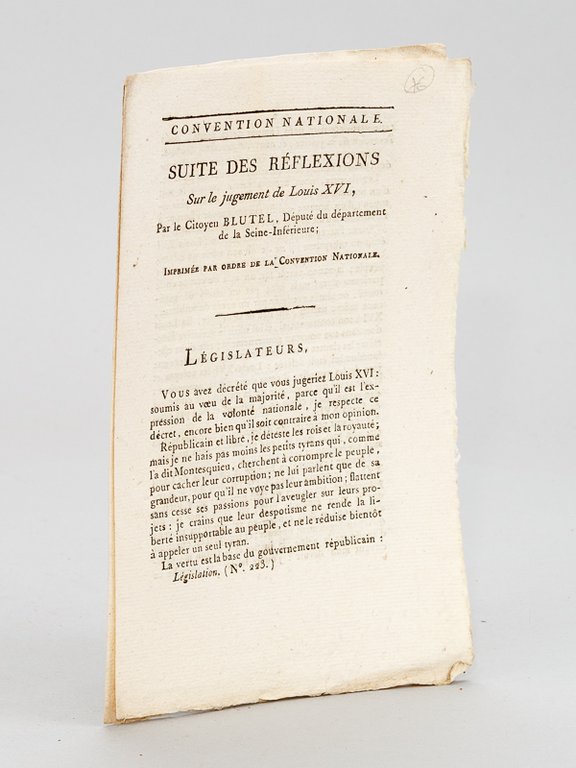 CONVENTION NATIONALE.
SUITE DES RÉFLEXIONS
Sur le jugement de Louis XVI,
Par le Citoyen BLUTEL, Député du département
de la Seine-Inférieure;
IMPRIMÉE PAR ORDRE DE LA CONVENTION NATIONALE.
LÉGISLATEURS,
VOUS avez décrété que vous jugeriez Louis XVI :
soumis au vœu de la majorité, parce qu'il est l'ex-
pression de la volonté nationale, je respecte ce
décret, encore bien qu'il soit contraire à mon opinion.
Républicain et libre, je déteste les rois et la royauté;
mais je ne hais pas moins les petits tyrans qui, comme
l'a dit Montesquieu, cherchent à corrompre le peuple,
pour cacher leur corruption; ne lui parlent que de sa
grandeur, pour qu'il ne voye pas leur ambition; flattent
sans cesse ses passions pour l'aveugler sur leurs pro-
jets : je crains que leur despotisme ne rende la li-
berté insupportable au peuple, et ne le réduise bientôt
à appeler un seul tyran.
La vertu est la base du gouvernement républicain :
Législation. (N°. 223.)